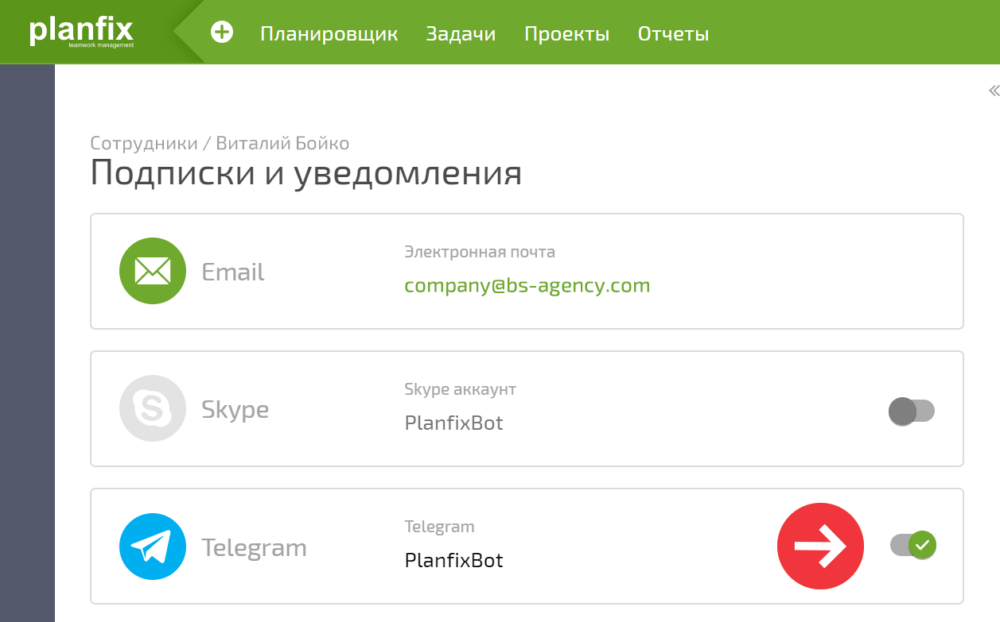 planfix
teamwork management
Планировщик Задачи Проекты Отчеты
Сотрудники / Виталий Бойко
Подписки и уведомления
Email
Электронная почта
company@bs-agency.com
Skype
Skype аккаунт
PlanfixBot
Telegram
Telegram
PlanfixBot